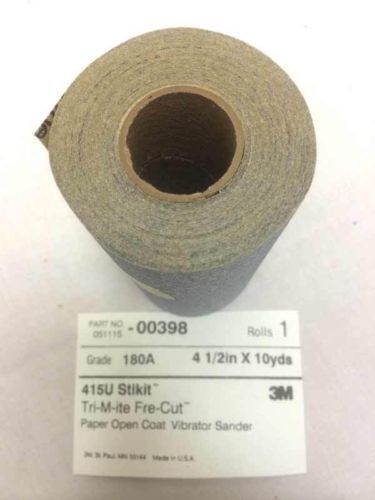 PART NO.
051115 -00398 Rolls 1
Grade 180A 4 1/2in X 10yds
415U Stikit™ 3M
Tri-M-ite Fre-Cut™
Paper Open Coat Vibrator Sander
3M, St. Paul, MN 55144 Made in U.S.A.